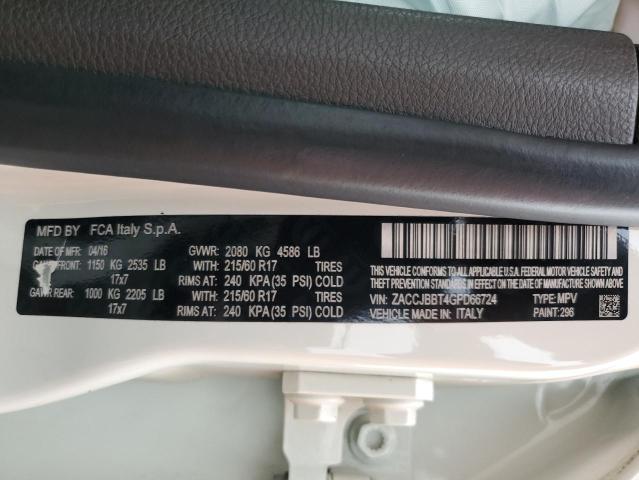 MFD BY FCA Italy S.p.A.
DATE OF MFR 04/16 GVWR: 2080 KG 4586 LB
FRONT: 1150 KG 2535 LB WITH: 215/60 R17 TIRES
17x7 RIMS AT: 240 KPA (35 PSI) COLD
GAWR REAR: 1000 KG 2205 LB WITH: 215/60 R17 TIRES
17x7 RIMS AT: 240 KPA (35 PSI) COLD
THIS VEHICLE CONFORMS TO ALL APPLICABLE U.S.A. FEDERAL MOTOR VEHICLE SAFETY, BUMPER, AND
THEFT PREVENTION STANDARDS IN EFFECT ON THE DATE OF MANUFACTURE SHOWN ABOVE.
VIN: ZACCJBBT4GPD66724 TYPE: MPV
VEHICLE MADE IN: ITALY PAINT: 296